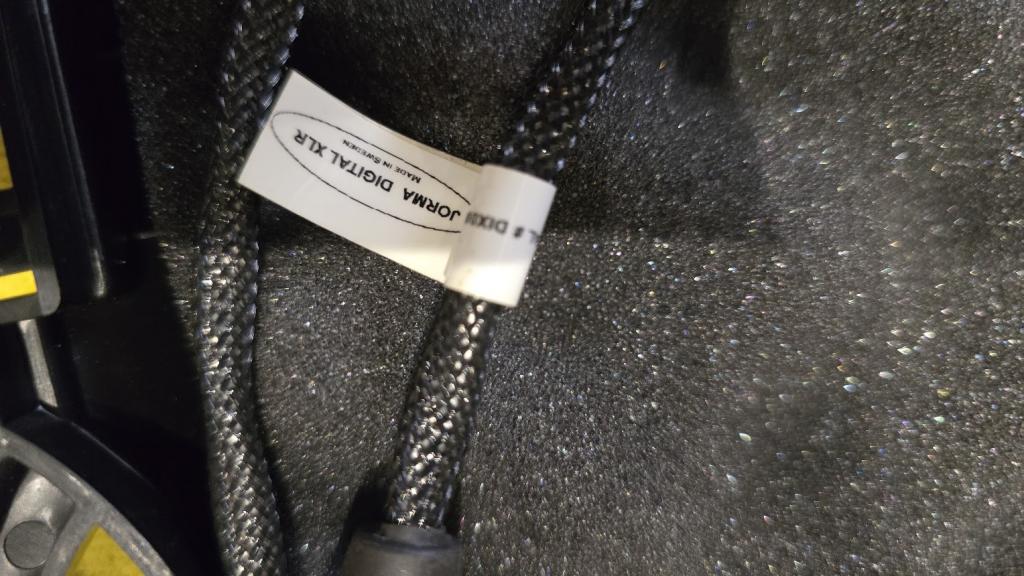 JORMA DIGITAL XLR
MADE IN SWEDEN